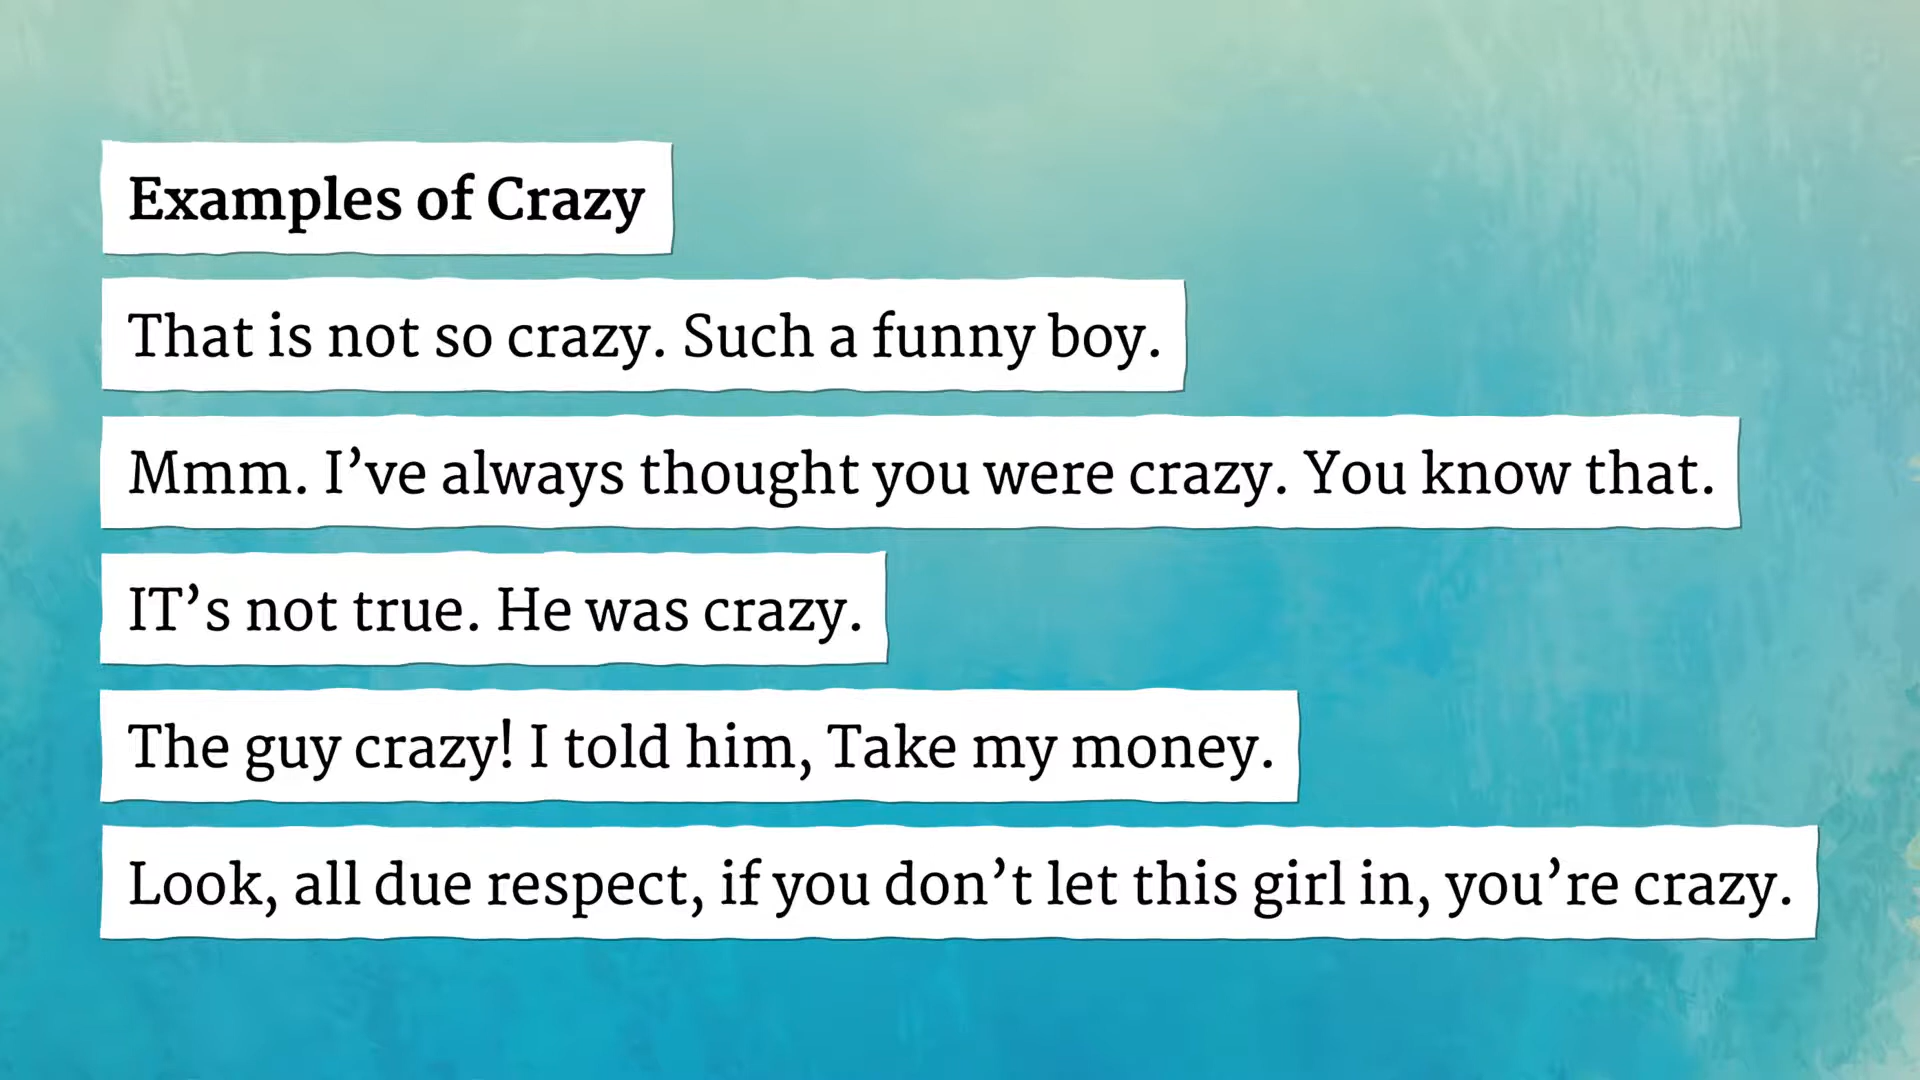 Examples of Crazy
That is not so crazy. Such a funny boy.
Mmm. I’ve always thought you were crazy. You know that.
IT’s not true. He was crazy.
The guy crazy! I told him, Take my money.
Look, all due respect, if you don’t let this girl in, you’re crazy.